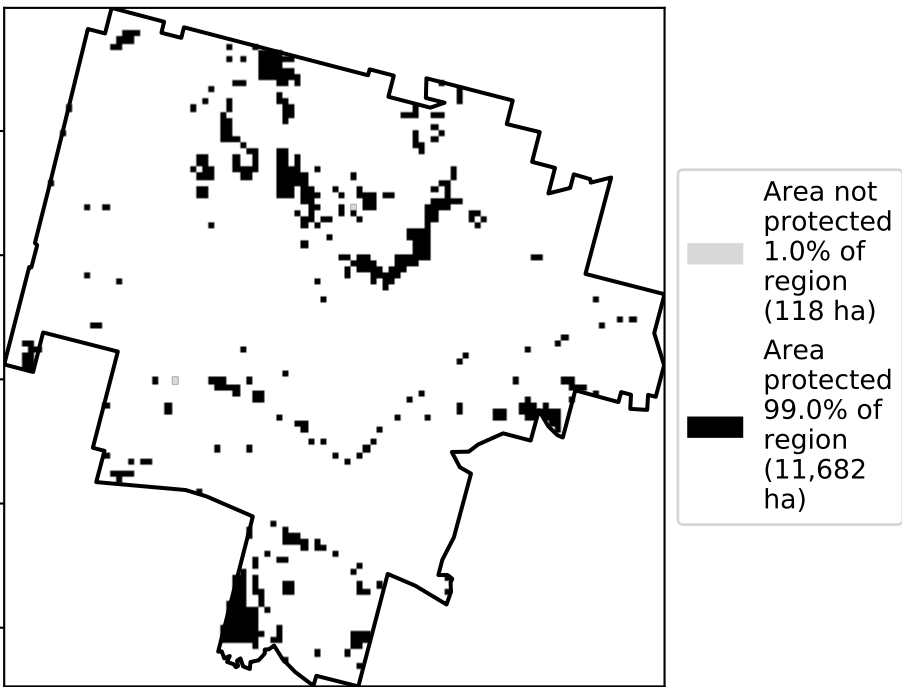 Area not
protected
1.0% of
region
(118 ha)
Area
protected
99.0% of
region
(11,682
ha)